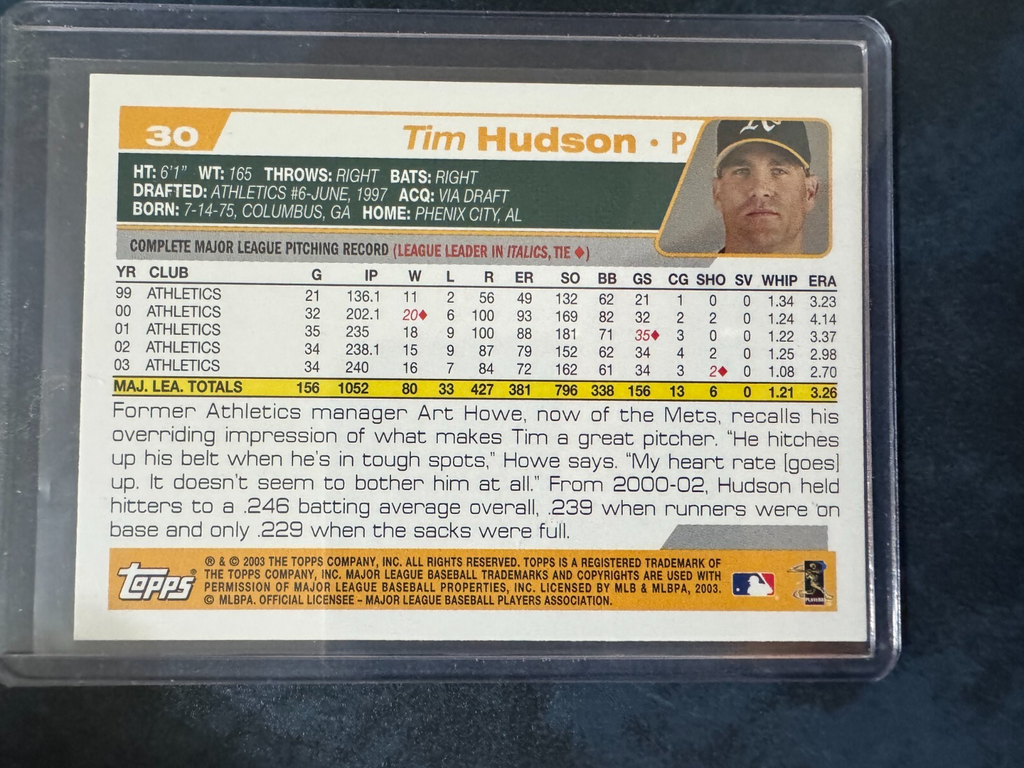 30 Tim Hudson • P
HT: 6'1" WT: 165 THROWS: RIGHT BATS: RIGHT
DRAFTED: ATHLETICS #6-JUNE, 1997 ACQ: VIA DRAFT
BORN: 7-14-75, COLUMBUS, GA HOME: PHENIX CITY, AL
COMPLETE MAJOR LEAGUE PITCHING RECORD (LEAGUE LEADER IN ITALICS, TIE ♦)
YR CLUB G IP W L R ER SO BB GS CG SHO SV WHIP ERA
99 ATHLETICS 21 136.1 11 2 56 49 132 62 21 1 0 0 1.34 3.23
00 ATHLETICS 32 202.1 20♦ 6 100 93 169 82 32 2 2 0 1.24 4.14
01 ATHLETICS 35 235 18 9 100 88 181 71 35♦ 3 0 0 1.22 3.37
02 ATHLETICS 34 238.1 15 9 87 79 152 62 34 4 2 0 1.25 2.98
03 ATHLETICS 34 240 16 7 84 72 162 61 34 3 2♦ 0 1.08 2.70
MAJ. LEA. TOTALS 156 1052 80 33 427 381 796 338 156 13 6 0 1.21 3.26
Former Athletics manager Art Howe, now of the Mets, recalls his
overriding impression of what makes Tim a great pitcher. "He hitches
up his belt when he's in tough spots," Howe says. "My heart rate [goes]
up. It doesn't seem to bother him at all." From 2000-02, Hudson held
hitters to a .246 batting average overall, .239 when runners were on
base and only .229 when the sacks were full.
topps®
® & © 2003 THE TOPPS COMPANY, INC. ALL RIGHTS RESERVED. TOPPS IS A REGISTERED TRADEMARK OF
THE TOPPS COMPANY, INC. MAJOR LEAGUE BASEBALL TRADEMARKS AND COPYRIGHTS ARE USED WITH
PERMISSION OF MAJOR LEAGUE BASEBALL PROPERTIES, INC. LICENSED BY MLB & MLBPA, 2003.
© MLBPA. OFFICIAL LICENSEE - MAJOR LEAGUE BASEBALL PLAYERS ASSOCIATION.
PLAYERS